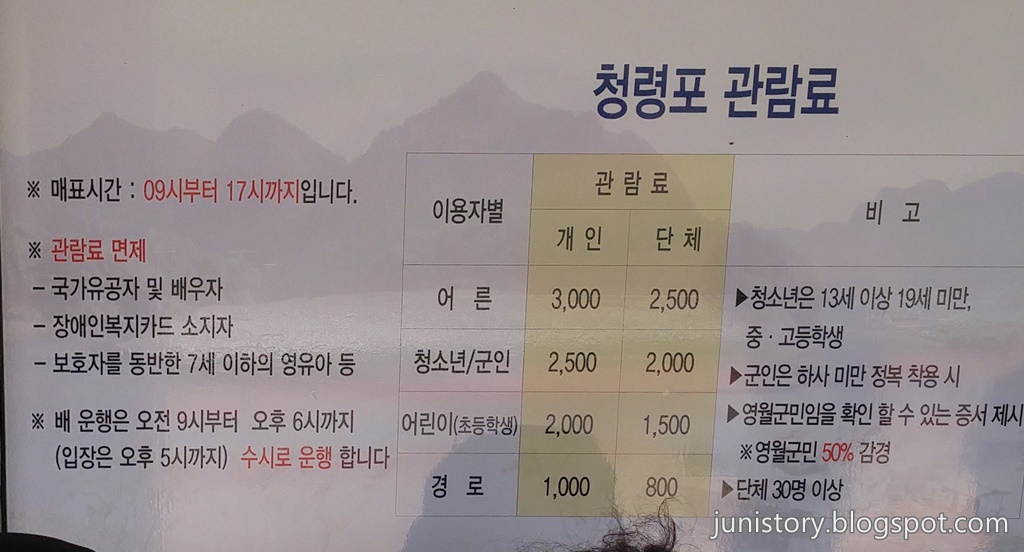 청령포 관람료
※ 매표시간 : 09시부터 17시까지입니다.
※ 관람료 면제
- 국가유공자 및 배우자
- 장애인복지카드 소지자
- 보호자를 동반한 7세 이하의 영유아 등
※ 배 운행은 오전 9시부터 오후 6시까지
(입장은 오후 5시까지) 수시로 운행 합니다
이용자별 관 람 료 비 고
개 인 단 체
어 른 3,000 2,500
청소년/군인 2,500 2,000
어린이(초등학생) 2,000 1,500
경 로 1,000 800
▶청소년은 13세 이상 19세 미만,
중·고등학생
▶군인은 하사 미만 정복 착용 시
▶영월군민임을 확인 할 수 있는 증서 제시
※영월군민 50% 감경
▶단체 30명 이상
junistory.blogspot.com